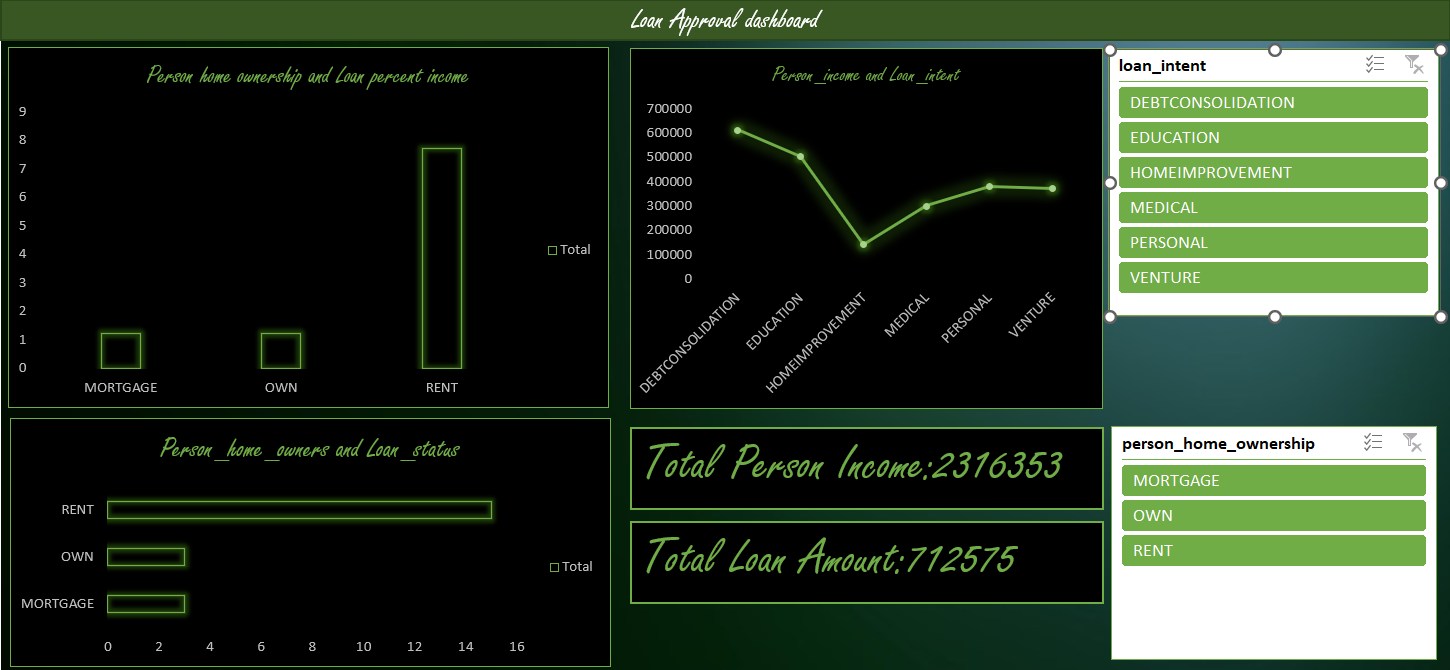 Loan Approval dashboard
Person home ownership and Loan percent income
9
8
7
6
5
4
3
2
1
0
MORTGAGE OWN RENT
Total
Person_income and Loan_intent
700000
600000
500000
400000
300000
200000
100000
0
DEBTCONSOLIDATION
EDUCATION
HOMEIMPROVEMENT
MEDICAL
PERSONAL
VENTURE
loan_intent
DEBTCONSOLIDATION
EDUCATION
HOMEIMPROVEMENT
MEDICAL
PERSONAL
VENTURE
Person_home_owners and Loan_status
RENT
OWN
MORTGAGE
0 2 4 6 8 10 12 14 16
Total
Total Person Income:2316353
Total Loan Amount:712575
person_home_ownership
MORTGAGE
OWN
RENT